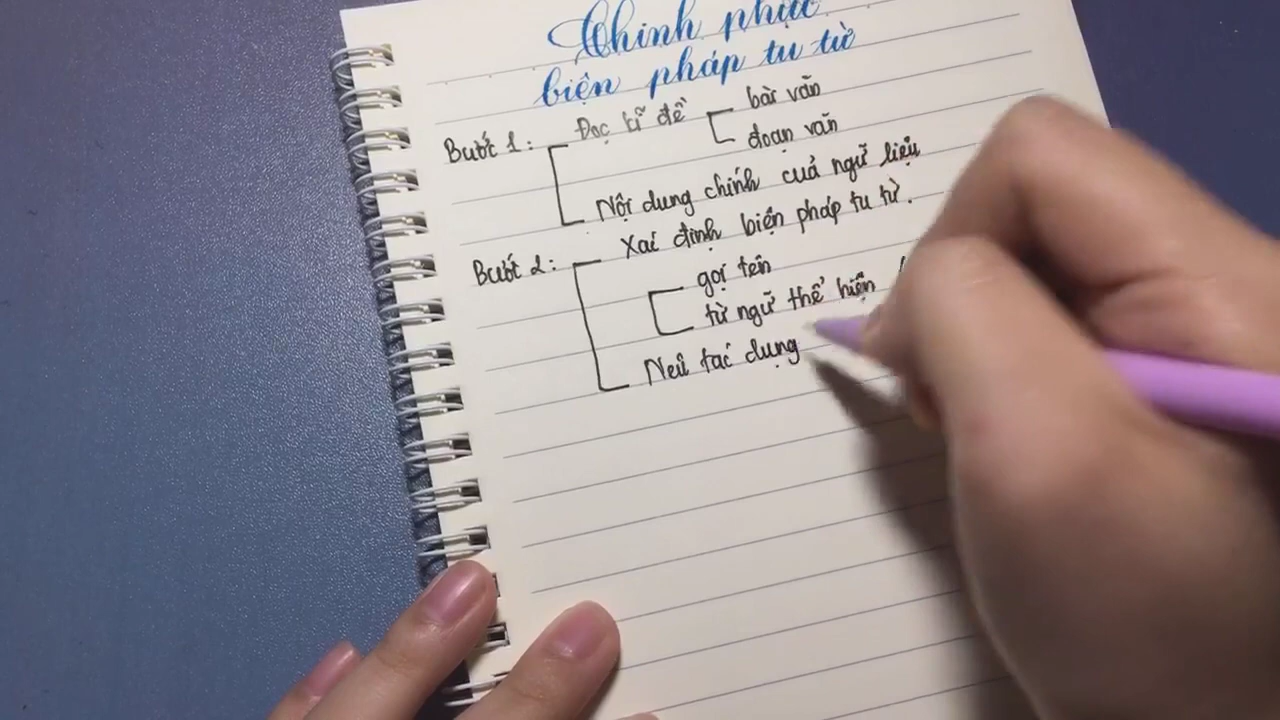 Chinh phục
biện pháp tu từ
Bước 1: Đọc kĩ đề bài văn
đoạn văn
Nội dung chính của ngữ liệu
Bước 2: Xác định biện pháp tu từ.
gọi tên
từ ngữ thể hiện
Nêu tác dụng